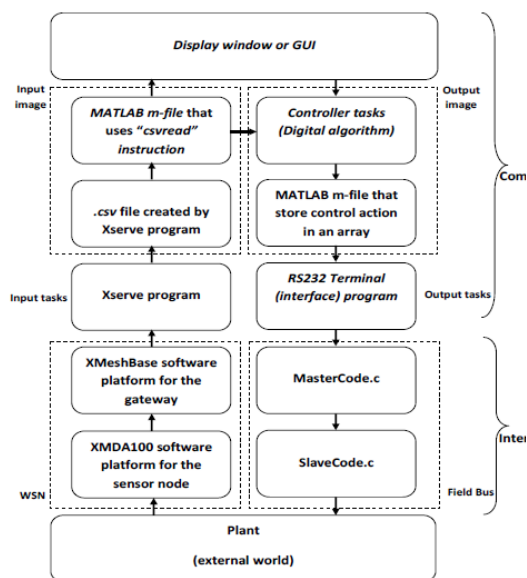 Display window or GUI
Input
image
Output
image
MATLAB m-file that
uses “csvread”
instruction
Controller tasks
(Digital algorithm)
.csv file created by
Xserve program
MATLAB m-file that
store control action
in an array
Com
Input tasks
Xserve program
RS232 Terminal
(interface) program
Output tasks
XMeshBase software
platform for the
gateway
MasterCode.c
XMDA100 software
platform for the
sensor node
SlaveCode.c
Inter
WSN
Field Bus
Plant
(external world)